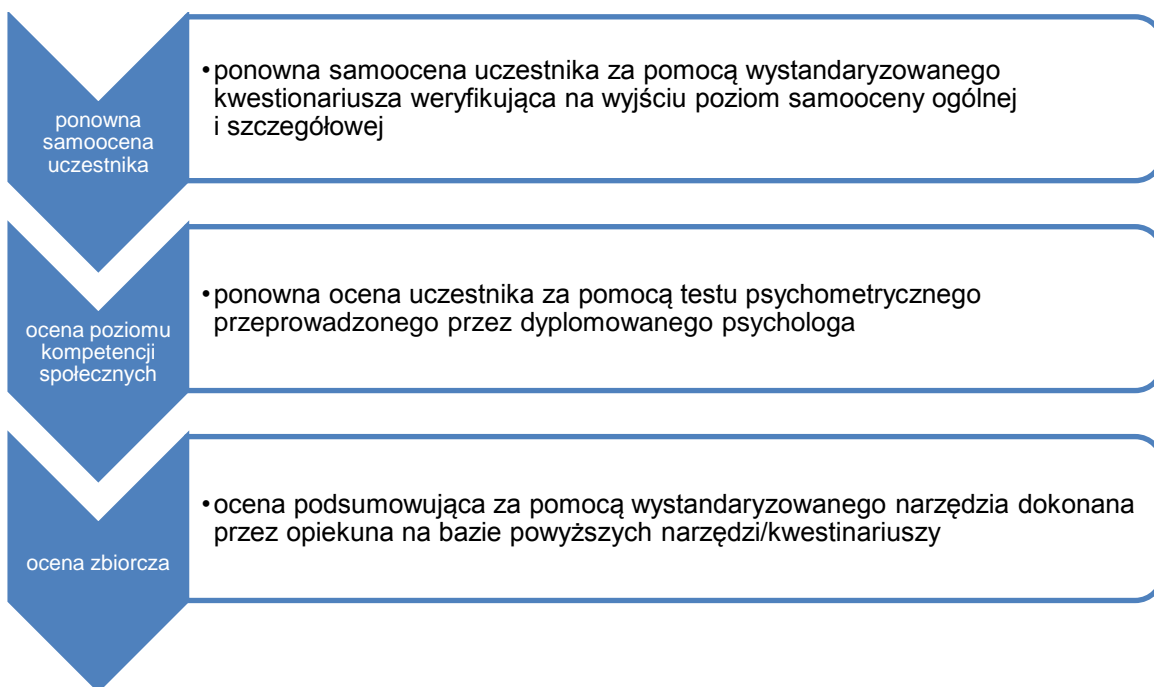 ponowna
samoocena
uczestnika
•ponowna samoocena uczestnika za pomocą wystandaryzowanego
kwestionariusza weryfikująca na wyjściu poziom samooceny ogólnej
i szczegółowej
ocena poziomu
kompetencji
społecznych
•ponowna ocena uczestnika za pomocą testu psychometrycznego
przeprowadzonego przez dyplomowanego psychologa
ocena zbiorcza
•ocena podsumowująca za pomocą wystandaryzowanego narzędzia dokonana
przez opiekuna na bazie powyższych narzędzi/kwestinariuszy